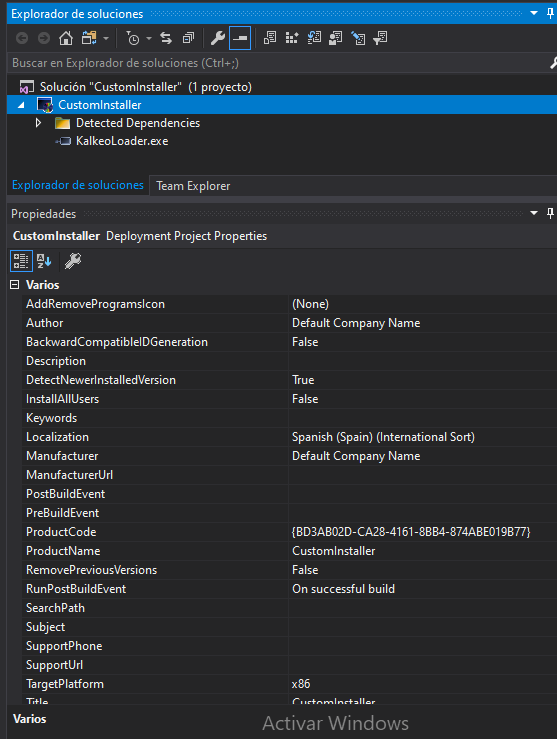 Explorador de soluciones
Buscar en Explorador de soluciones (Ctrl+;)
Solución "CustomInstaller" (1 proyecto)
CustomInstaller
Detected Dependencies
KalkeoLoader.exe
Explorador de soluciones Team Explorer
Propiedades
CustomInstaller Deployment Project Properties
Varios
AddRemoveProgramsIcon (None)
Author Default Company Name
BackwardCompatibleIDGeneration False
Description
DetectNewerInstalledVersion True
InstallAllUsers False
Keywords
Localization Spanish (Spain) (International Sort)
Manufacturer Default Company Name
ManufacturerUrl
PostBuildEvent
PreBuildEvent
ProductCode {BD3AB02D-CA28-4161-8BB4-874ABE019B77}
ProductName CustomInstaller
RemovePreviousVersions False
RunPostBuildEvent On successful build
SearchPath
Subject
SupportPhone
SupportUrl
TargetPlatform x86
Title CustomInstaller
Varios
Activar Windows